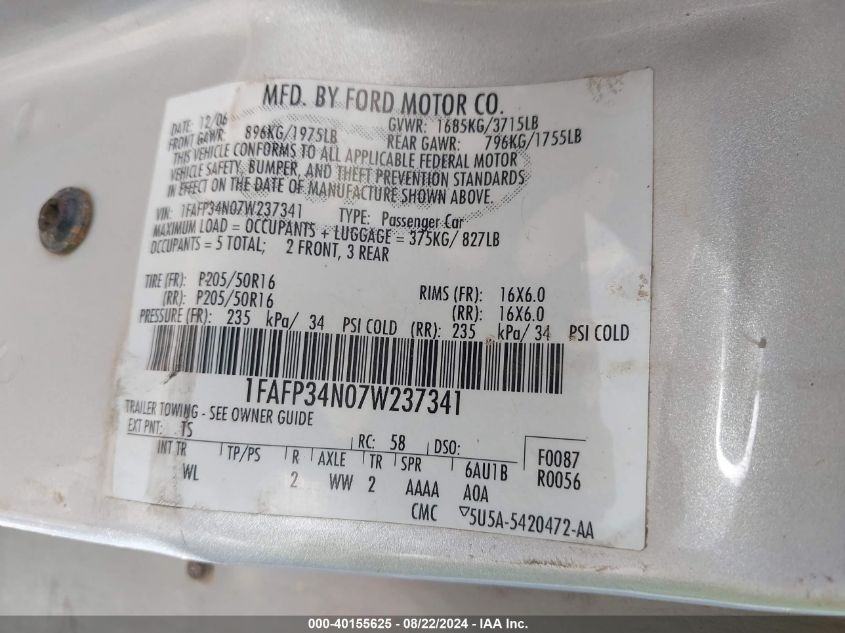 MFD. BY FORD MOTOR CO.
DATE: 12/06 GVWR: 1685KG/3715LB
FRONT GAWR: 896KG/1975LB REAR GAWR: 796KG/1755LB
THIS VEHICLE CONFORMS TO ALL APPLICABLE FEDERAL MOTOR
VEHICLE SAFETY, BUMPER, AND THEFT PREVENTION STANDARDS
IN EFFECT ON THE DATE OF MANUFACTURE SHOWN ABOVE.
VIN: 1FAFP34N07W237341 TYPE: Passenger Car
MAXIMUM LOAD = OCCUPANTS + LUGGAGE = 375KG/ 827LB
OCCUPANTS = 5 TOTAL; 2 FRONT, 3 REAR
TIRE (FR): P205/50R16 RIMS (FR): 16X6.0
(RR): P205/50R16 (RR): 16X6.0
PRESSURE (FR): 235 kPa/ 34 PSI COLD (RR): 235 kPa/ 34 PSI COLD
1FAFP34N07W237341
TRAILER TOWING - SEE OWNER GUIDE
EXT PNT: TS RC: 58 DSO: F0087
INT TR TP/PS R AXLE TR SPR 6AU1B R0056
WL 2 WW 2 AAAA A0A
CMC ▽5U5A-5420472-AA
000-40155625 - 08/22/2024 - IAA Inc.